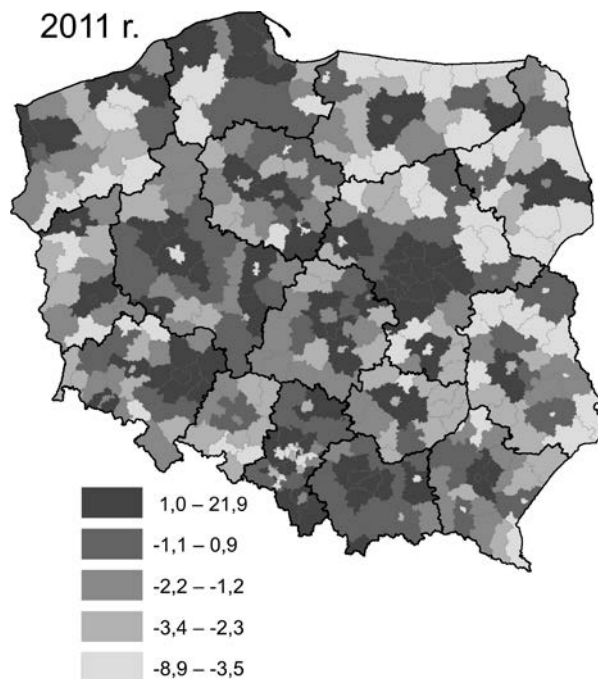 2011 r.
1,0 – 21,9
-1,1 – 0,9
-2,2 – -1,2
-3,4 – -2,3
-8,9 – -3,5